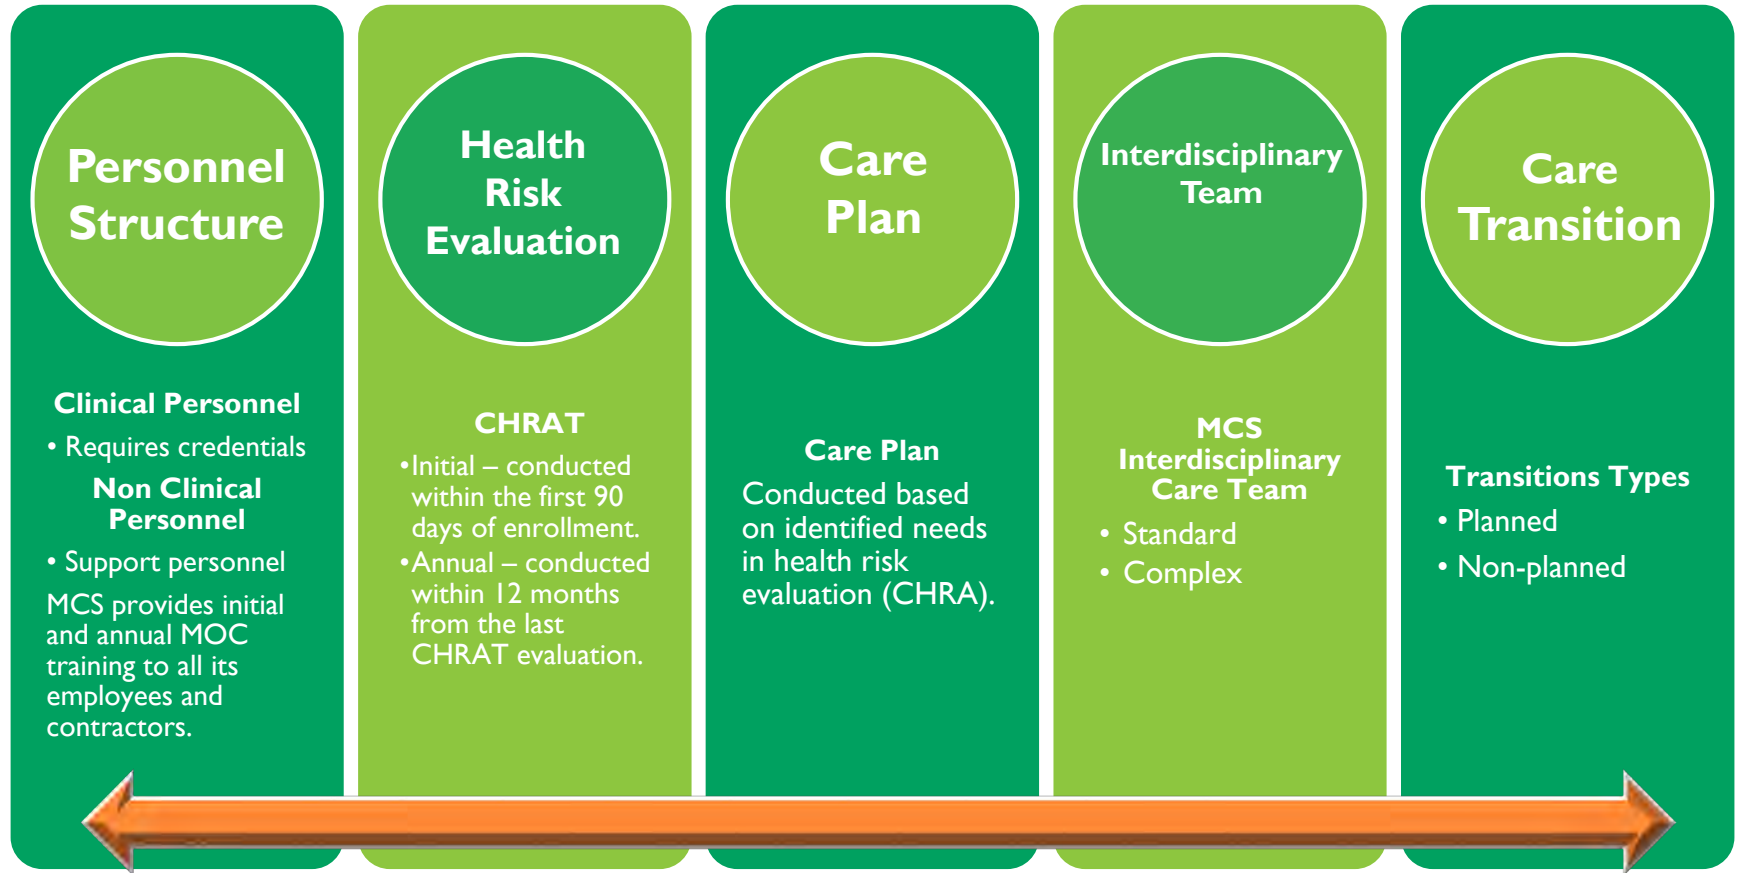 Personnel
Structure
Clinical Personnel
• Requires credentials
Non Clinical
Personnel
• Support personnel
MCS provides initial
and annual MOC
training to all its
employees and
contractors.
Health
Risk
Evaluation
CHRAT
•Initial – conducted
within the first 90
days of enrollment.
•Annual – conducted
within 12 months
from the last
CHRAT evaluation.
Care
Plan
Care Plan
Conducted based
on identified needs
in health risk
evaluation (CHRA).
Interdisciplinary
Team
MCS
Interdisciplinary
Care Team
• Standard
• Complex
Care
Transition
Transitions Types
• Planned
• Non-planned